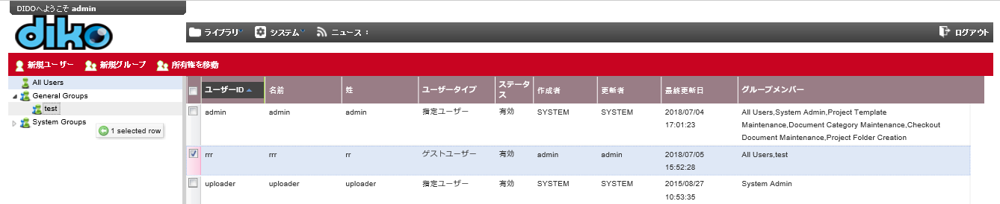 DIDOへようこそ admin
diko
ライブラリ システム ニュース : ログアウト
新規ユーザー 新規グループ 所有権を移動
All Users
General Groups
test
System Groups
1 selected row
ユーザーID 名前 姓 ユーザータイプ ステータス 作成者 更新者 最終更新日 グループメンバー
admin admin admin 指定ユーザー 有効 SYSTEM SYSTEM 2018/07/04 All Users,System Admin,Project Template
17:01:23 Maintenance,Document Category Maintenance,Checkout
Document Maintenance,Project Folder Creation
rrr rrr rr ゲストユーザー 有効 admin admin 2018/07/05 All Users,test
15:52:28
uploader uploader uploader 指定ユーザー 有効 SYSTEM SYSTEM 2015/08/27 System Admin
10:53:35